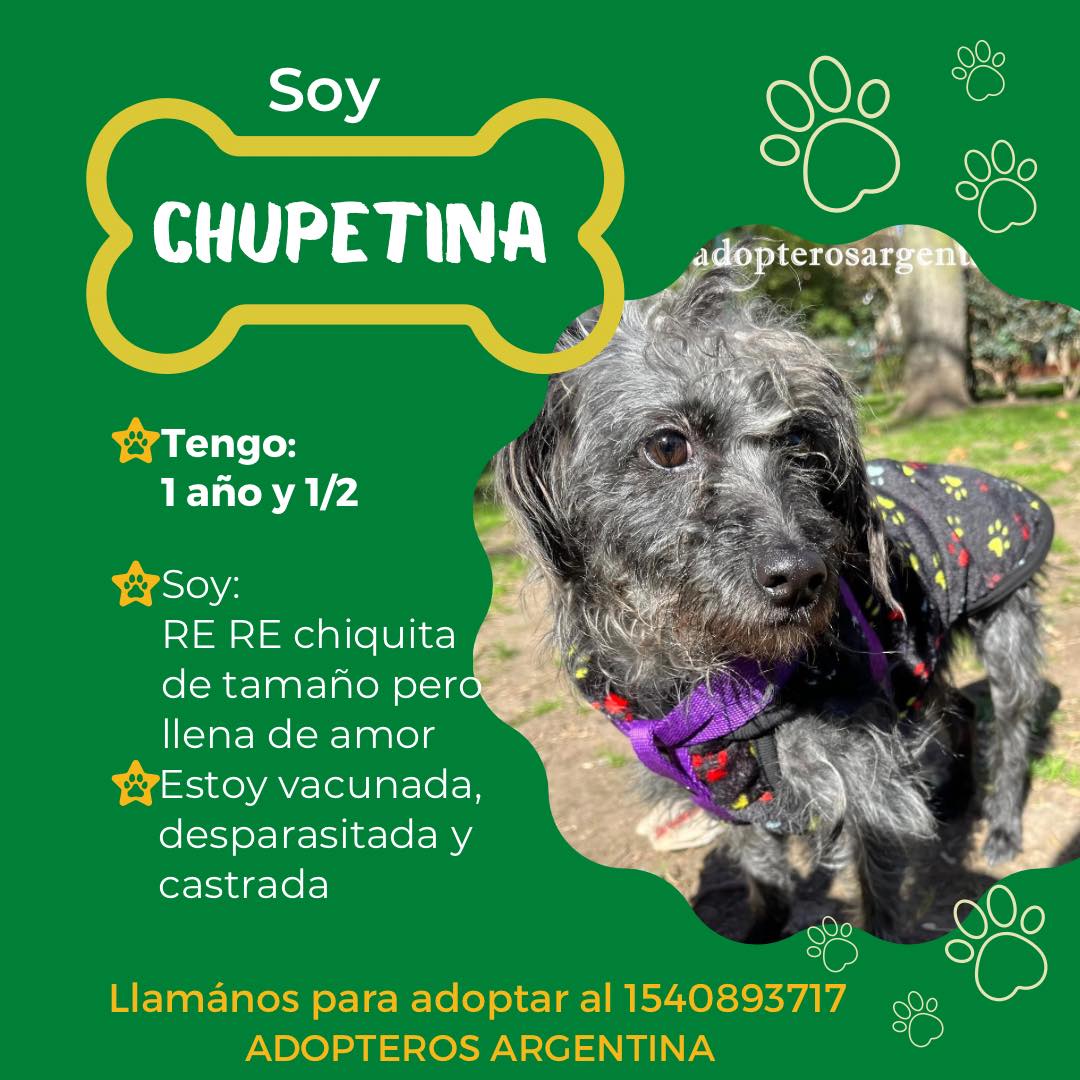 Soy
CHUPETINA
adopterosargent
Tengo:
1 año y 1/2
Soy:
RE RE chiquita
de tamaño pero
llena de amor
Estoy vacunada,
desparasitada y
castrada
Llamános para adoptar al 1540893717
ADOPTEROS ARGENTINA